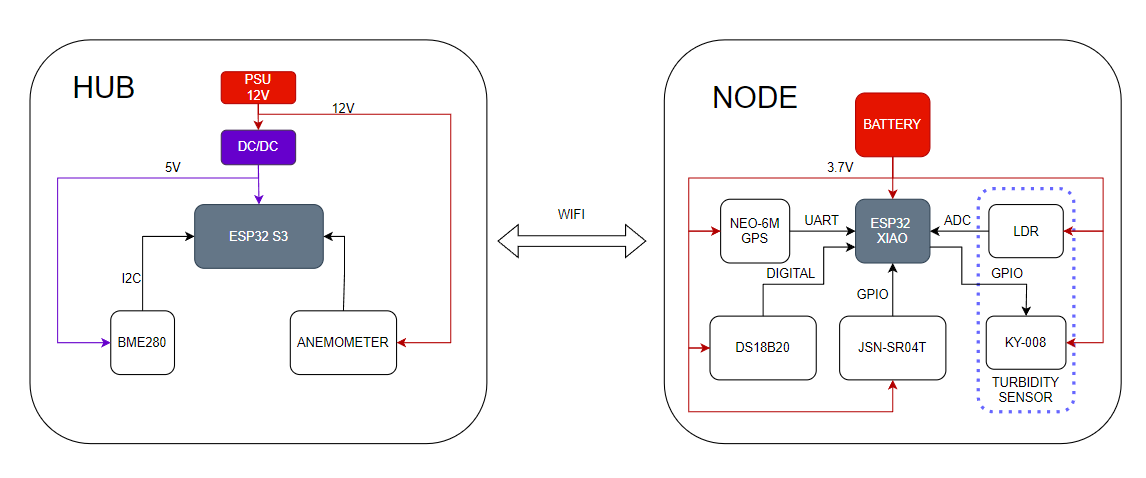 HUB
PSU
12V
12V
DC/DC
5V
ESP32 S3
I2C
BME280
ANEMOMETER
WIFI
NODE
BATTERY
3.7V
NEO-6M
GPS
UART
ESP32
XIAO
ADC
LDR
DIGITAL
GPIO
GPIO
DS18B20
JSN-SR04T
KY-008
TURBIDITY
SENSOR